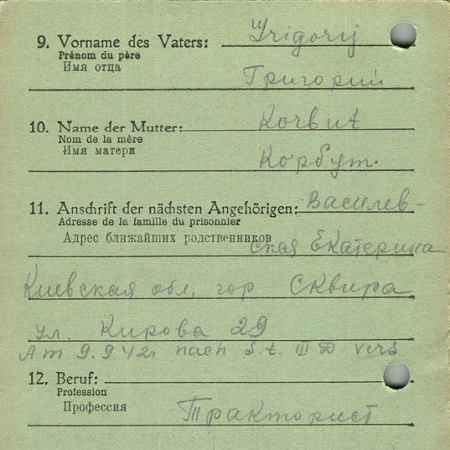 9. Vorname des Vaters: Grigorij
Prénom du père
Имя отца
Григорий
10. Name der Mutter: Korbut
Nom de la mère
Имя матери
Корбут
11. Anschrift der nächsten Angehörigen: Василев-
Adresse de la famille du prisonnier
Адрес ближайших родственников
ская Екатерина
Киевская обл, гор Сквира
ул. Кирова 29
Am 9.9.42 nach S.t. III D vers
12. Beruf:
Profession
Профессия
Тракторист